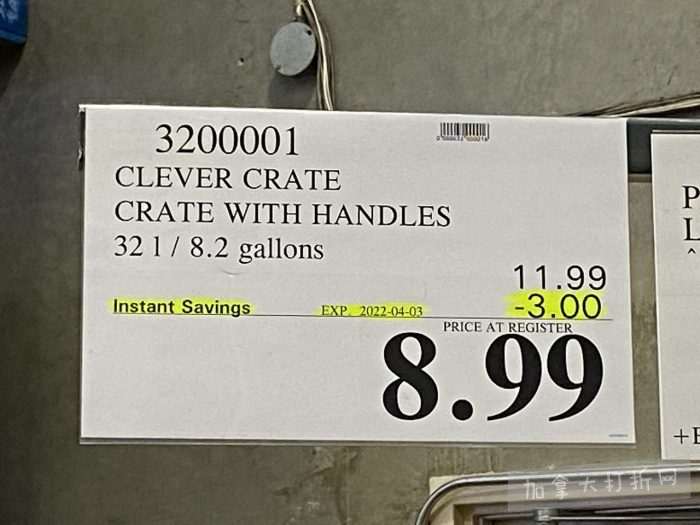 3200001
CLEVER CRATE
CRATE WITH HANDLES
32 l / 8.2 gallons
11.99
Instant Savings EXP. 2022-04-03 -3.00
PRICE AT REGISTER
8.99
P
L
+E
加拿大打折网